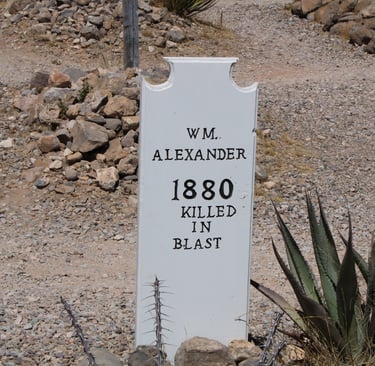 WM.
ALEXANDER
1880
KILLED
IN
BLAST